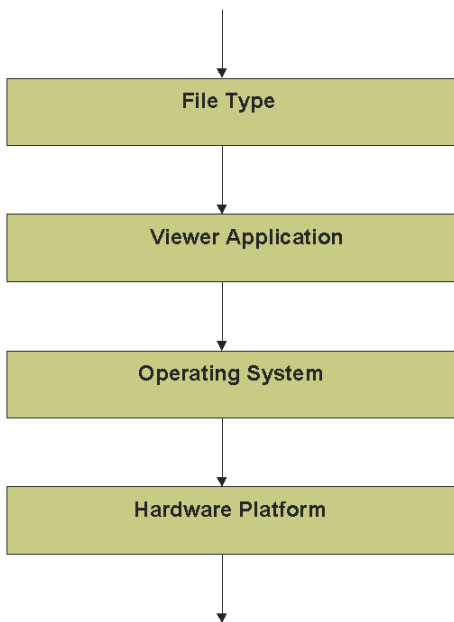 File Type
Viewer Application
Operating System
Hardware Platform